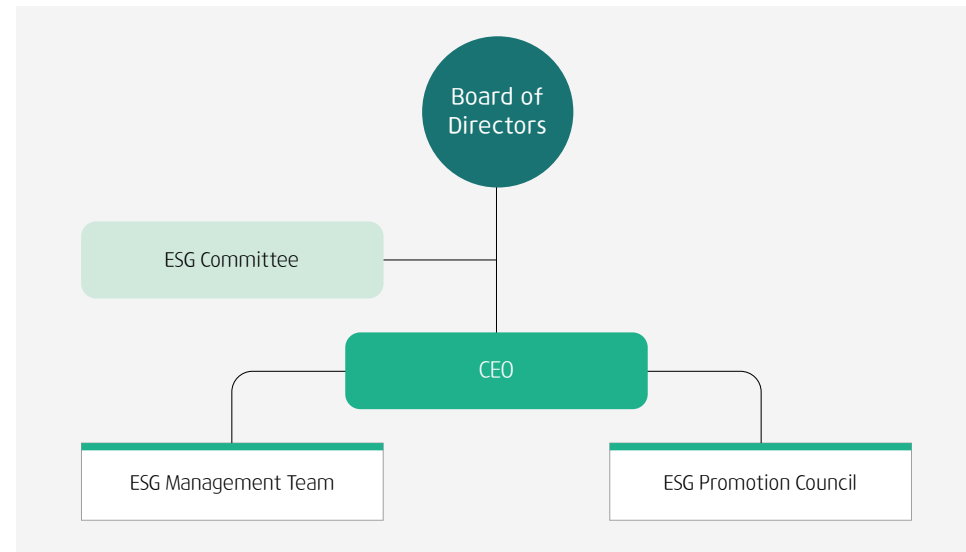 Board of
Directors
ESG Committee
CEO
ESG Management Team
ESG Promotion Council